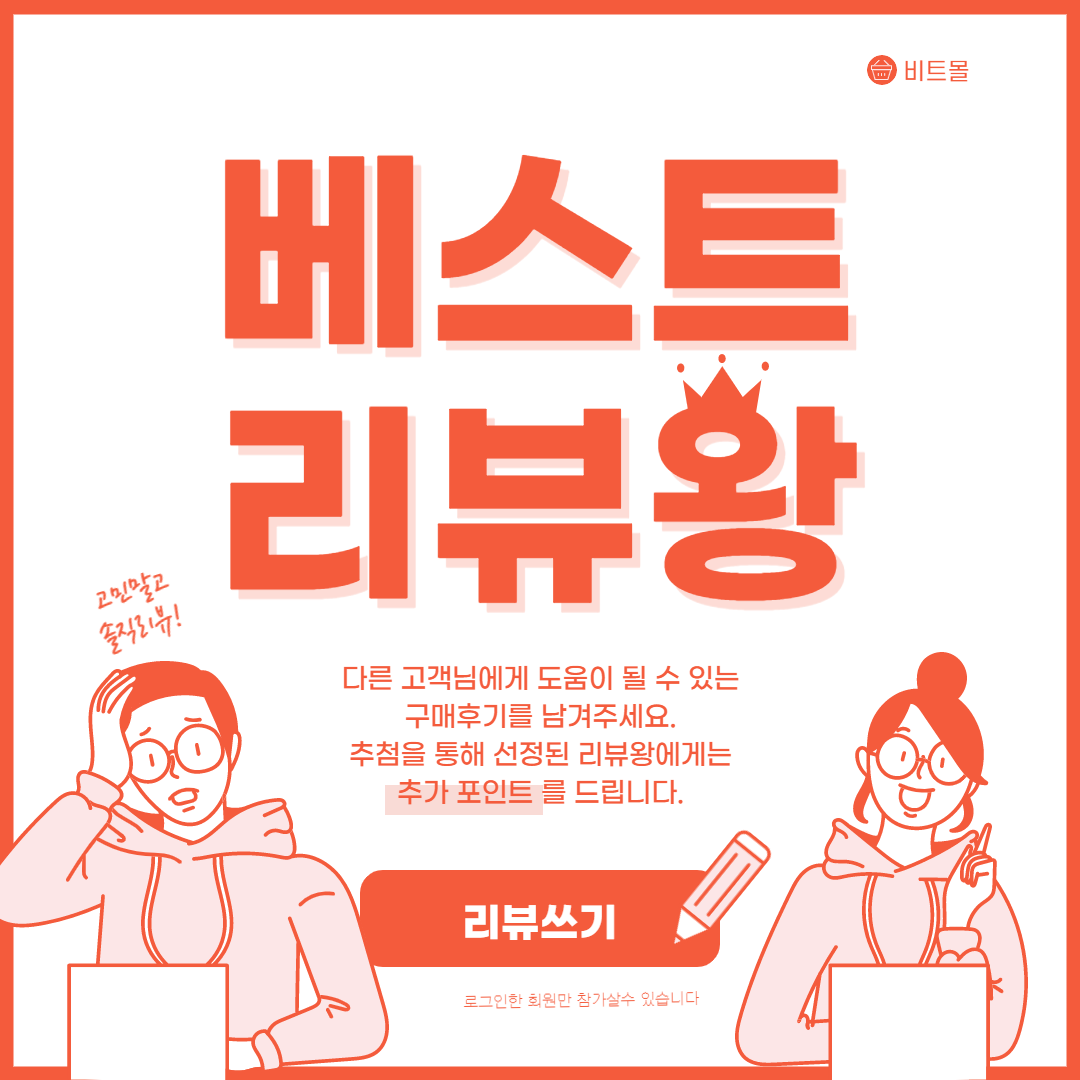 비트몰
베스트
리뷰왕
고민말고
솔직리뷰!
다른 고객님에게 도움이 될 수 있는
구매후기를 남겨주세요.
추첨을 통해 선정된 리뷰왕에게는
추가 포인트 를 드립니다.
리뷰쓰기
로그인한 회원만 참가살수 있습니다